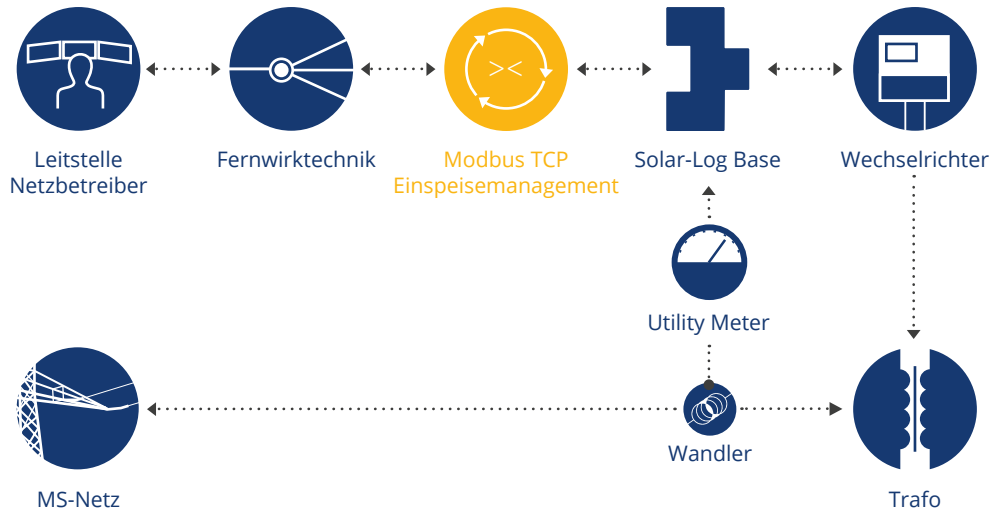 Leitstelle
Netzbetreiber
Fernwirktechnik
Modbus TCP
Einspeisemanagement
Solar-Log Base
Wechselrichter
Utility Meter
Wandler
MS-Netz
Trafo